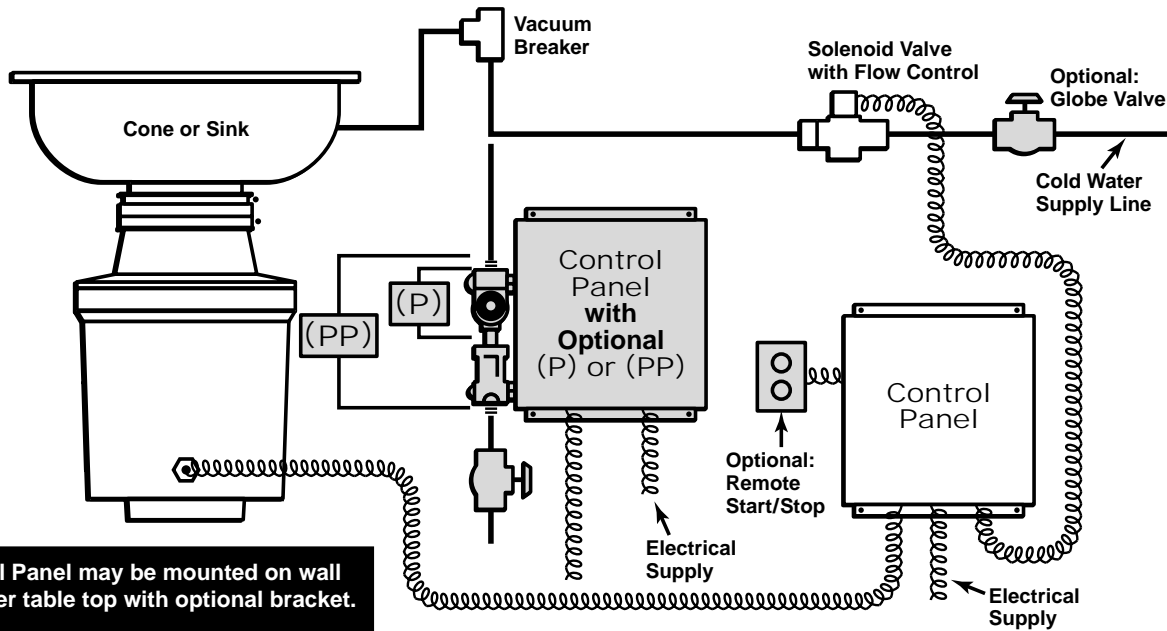 Vacuum
Breaker
Solenoid Valve
with Flow Control
Optional:
Globe Valve
Cone or Sink
Cold Water
Supply Line
Control
Panel
with
Optional
(P) or (PP)
(P)
(PP)
Control
Panel
Optional:
Remote
Start/Stop
Electrical
Supply
Electrical
Supply
Panel may be mounted on wall
table top with optional bracket.